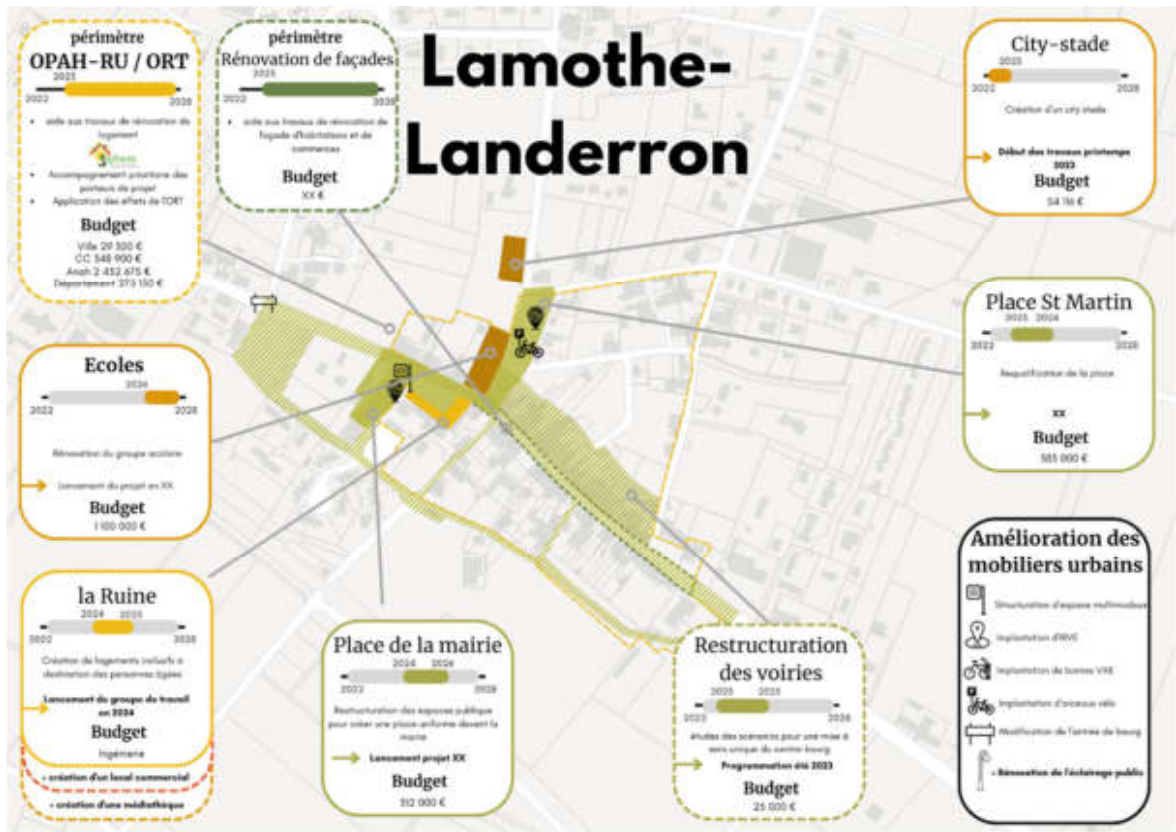 Lamothe-
Landerron
périmètre
OPAH-RU / ORT
2023
2022 2028
• aide aux travaux de rénovation de
logement
• Accompagnement prioritaire des
porteurs de projet
• Application des effets de l'ORT
Budget
Ville 29 500 €
CC 548 900 €
Anah 2 452 675 €
Département 275 150 €
périmètre
Rénovation de façades
2023
2022 2028
• aide aux travaux de rénovation de
façade d'habitations et de
commerces
Budget
XX €
City-stade
2023
2022 2028
Création d'un city stade
Début des travaux printemps
2023
Budget
54 116 €
Place St Martin
2023 2024
2022 2028
Requalification de la place
XX
Budget
585 000 €
Ecoles
2026
2022 2028
Rénovation du groupe scolaire
Lancement du projet en XX
Budget
1 100 000 €
la Ruine
2024 2025
2022 2028
Création de logements inclusifs à
destination des personnes âgées
Lancement du groupe de travail
en 2024
Budget
Ingénierie
+ création d'un local commercial
+ création d'une médiathèque
Place de la mairie
2024 2026
2022 2028
Restructuration des espaces publique
pour créer une place uniforme devant la
mairie
Lancement projet XX
Budget
512 000 €
Restructuration
des voiries
2025
études des scénarios pour une mise à
sens unique du centre bourg
Programmation été 2023
Budget
25 000 €
Amélioration des
mobiliers urbains
Structuration d'espace multimodaux
Implantation d'IRVE
Implantation de bornes VAE
Implantation d'arceaux vélo
Modification de l'entrée de bourg
+ Rénovation de l'éclairage public